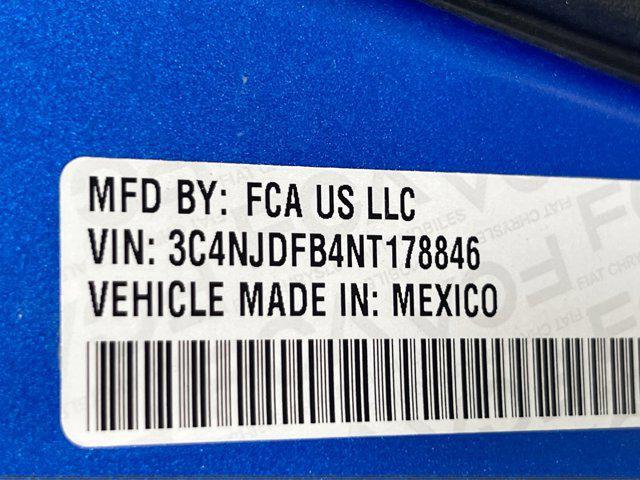 MFD BY: FCA US LLC
VIN: 3C4NJDFB4NT178846
VEHICLE MADE IN: MEXICO